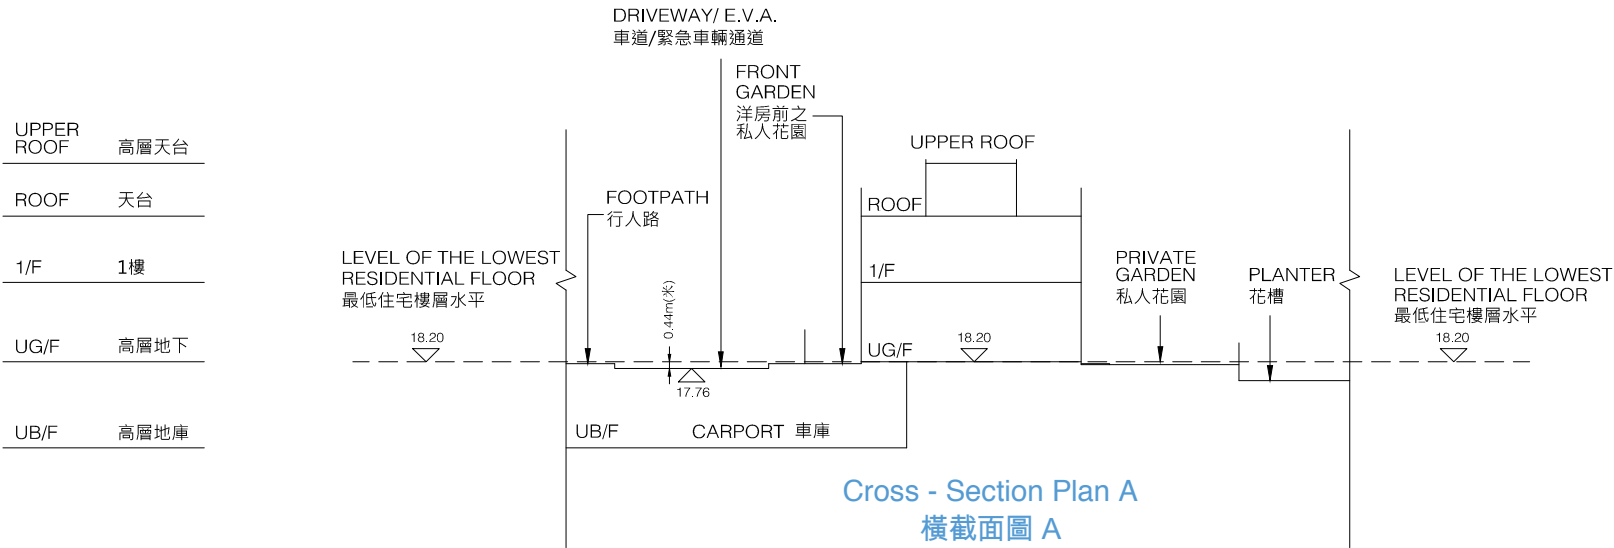 DRIVEWAY/ E.V.A.
車道/緊急車輛通道
FRONT
GARDEN
洋房前之
私人花園
UPPER
ROOF 高層天台
UPPER ROOF
ROOF 天台
FOOTPATH
行人路
ROOF
1/F 1樓
LEVEL OF THE LOWEST
RESIDENTIAL FLOOR
最低住宅樓層水平
0.44m(米)
1/F
PRIVATE
GARDEN
私人花園
PLANTER
花槽
LEVEL OF THE LOWEST
RESIDENTIAL FLOOR
最低住宅樓層水平
UG/F 高層地下
18.20
UG/F
18.20
18.20
17.76
UB/F 高層地庫
UB/F
CARPORT 車庫
Cross - Section Plan A
橫截面圖 A